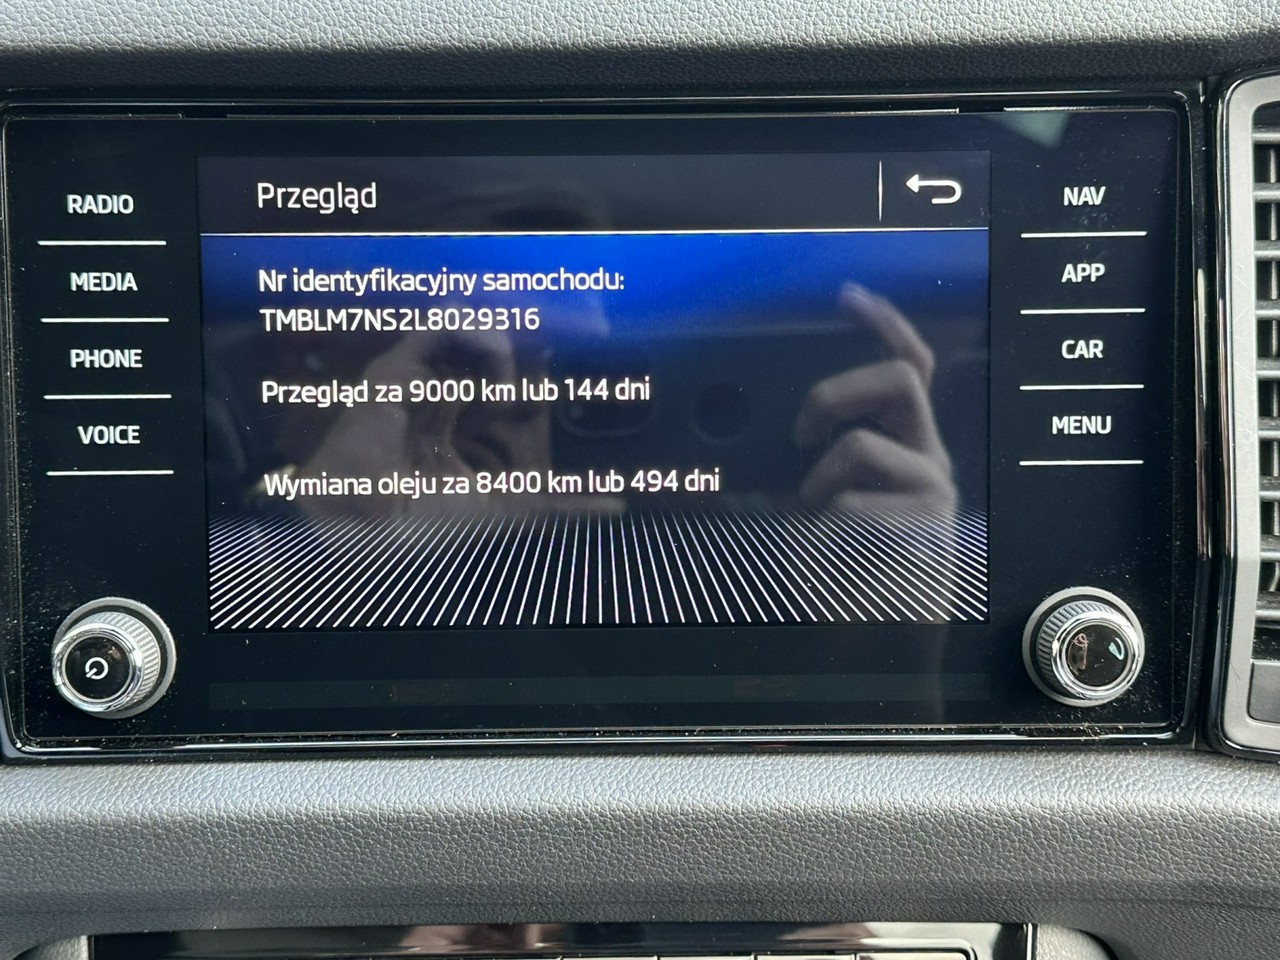 Przegląd
RADIO
MEDIA
PHONE
VOICE
Nr identyfikacyjny samochodu:
TMBLM7NS2L8029316
Przegląd za 9000 km lub 144 dni
Wymiana oleju za 8400 km lub 494 dni
NAV
APP
CAR
MENU